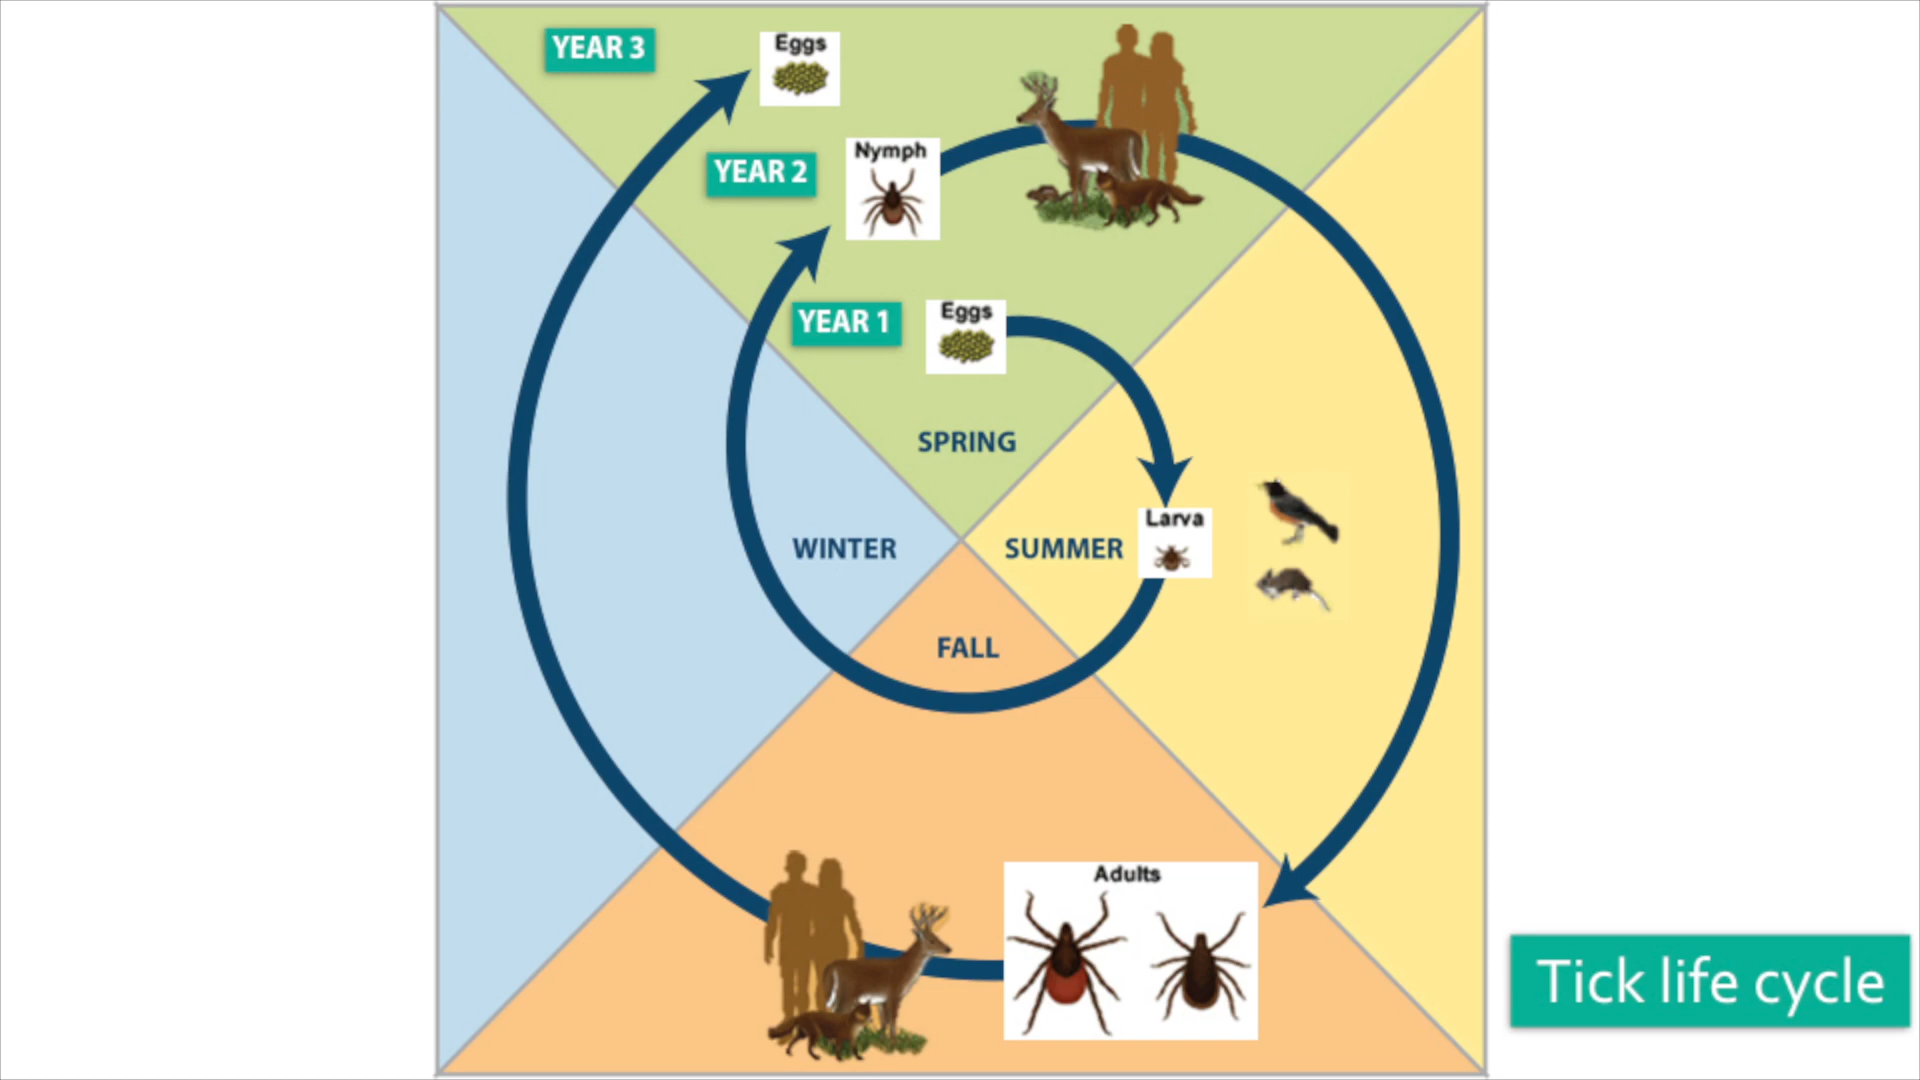 YEAR 3
Eggs
YEAR 2
Nymph
YEAR 1
Eggs
SPRING
WINTER
SUMMER
Larva
FALL
Adults
Tick life cycle